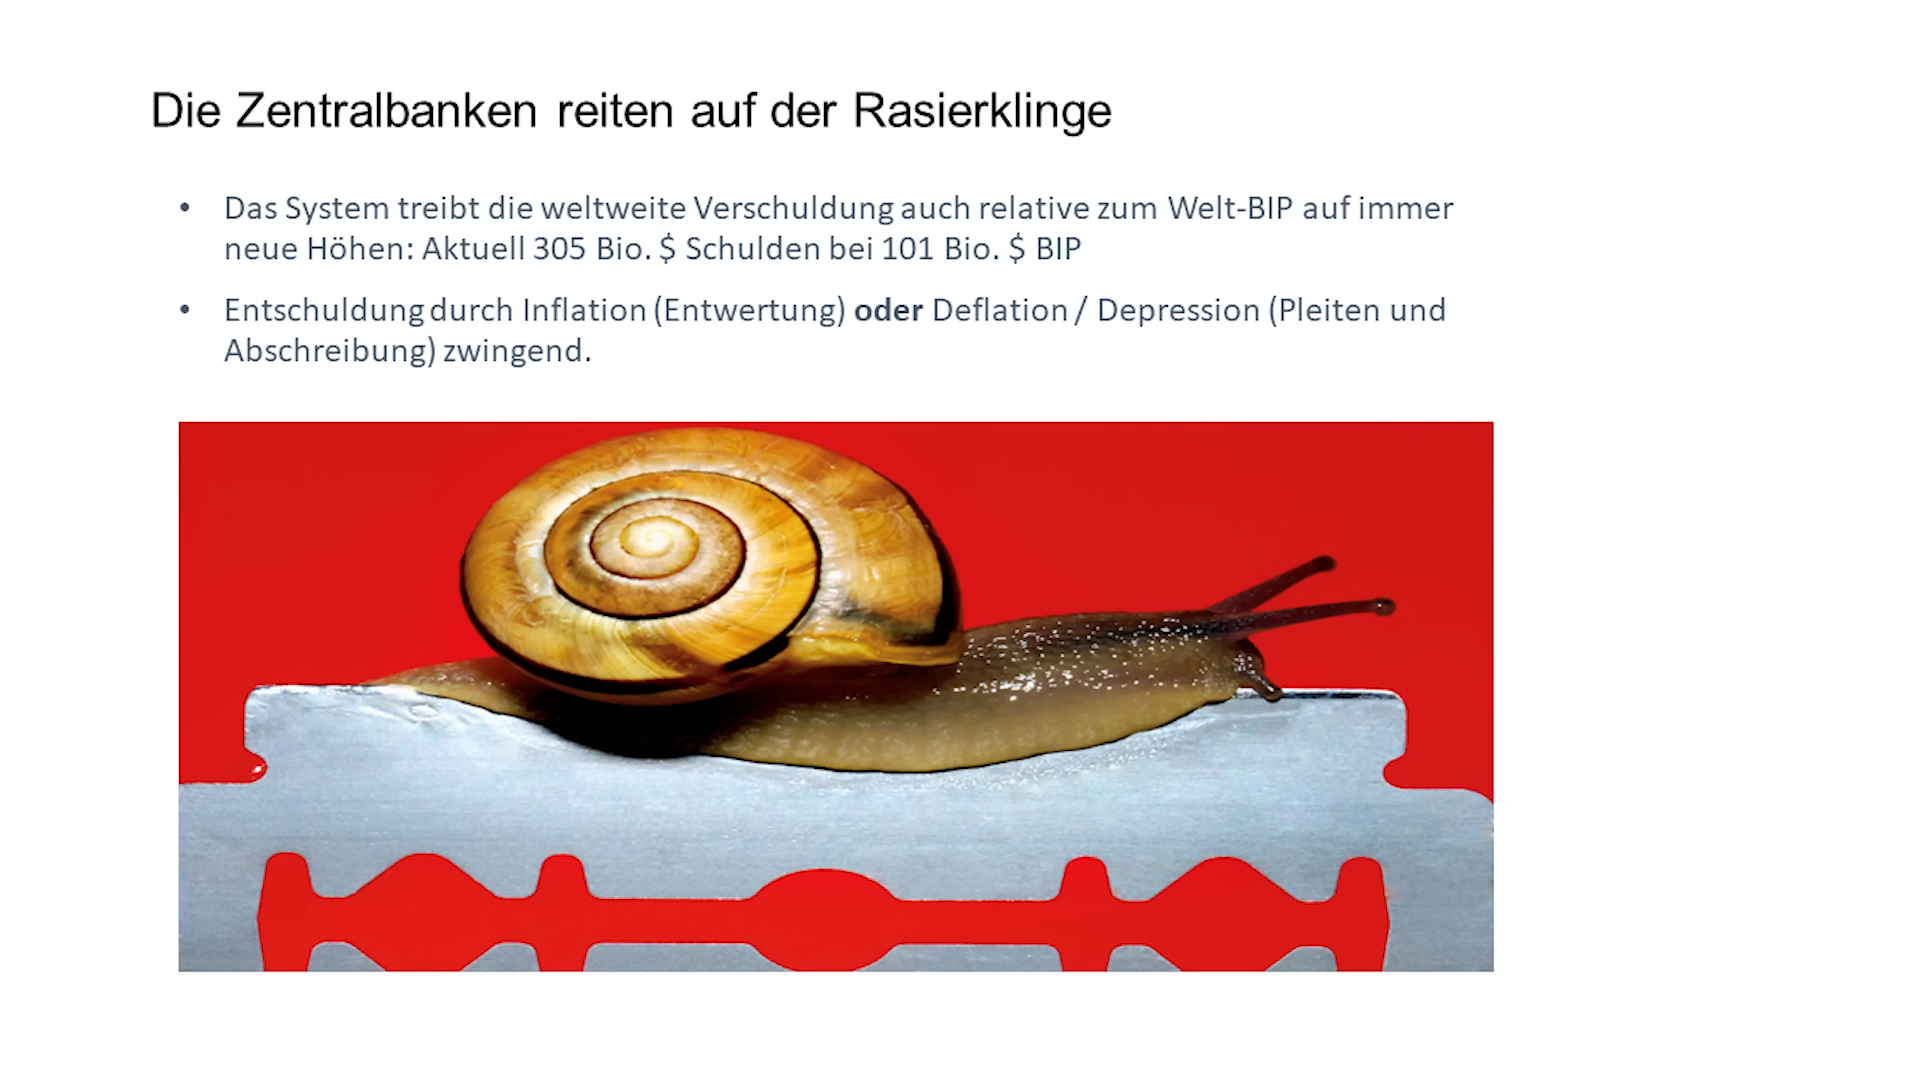 Die Zentralbanken reiten auf der Rasierklinge
• Das System treibt die weltweite Verschuldung auch relative zum Welt-BIP auf immer
neue Höhen: Aktuell 305 Bio. $ Schulden bei 101 Bio. $ BIP
• Entschuldung durch Inflation (Entwertung) oder Deflation / Depression (Pleiten und
Abschreibung) zwingend.